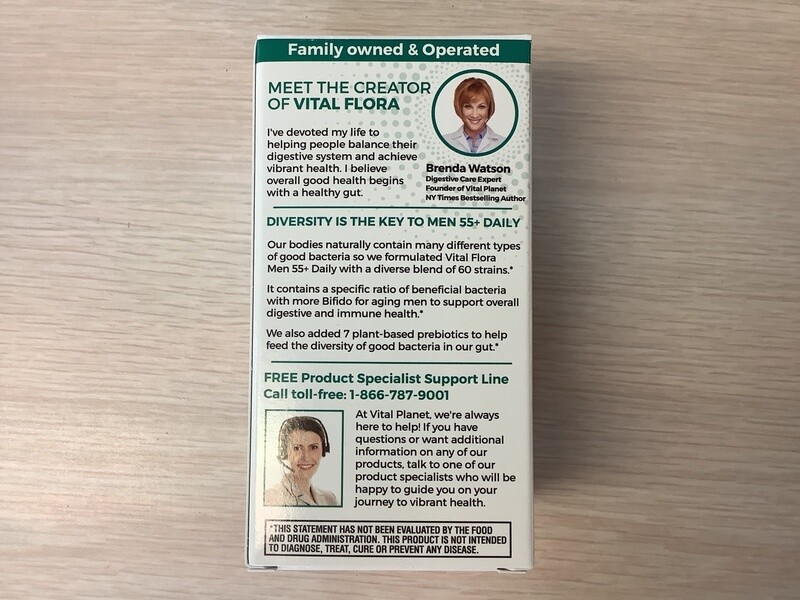 Family owned & Operated
MEET THE CREATOR
OF VITAL FLORA
I've devoted my life to
helping people balance their
digestive system and achieve
vibrant health. I believe
overall good health begins
with a healthy gut.
Brenda Watson
Digestive Care Expert
Founder of Vital Planet
NY Times Bestselling Author
DIVERSITY IS THE KEY TO MEN 55+ DAILY
Our bodies naturally contain many different types
of good bacteria so we formulated Vital Flora
Men 55+ Daily with a diverse blend of 60 strains.*
It contains a specific ratio of beneficial bacteria
with more Bifido for aging men to support overall
digestive and immune health.*
We also added 7 plant-based prebiotics to help
feed the diversity of good bacteria in our gut.*
FREE Product Specialist Support Line
Call toll-free: 1-866-787-9001
At Vital Planet, we're always
here to help! If you have
questions or want additional
information on any of our
products, talk to one of our
product specialists who will be
happy to guide you on your
journey to vibrant health.
*THIS STATEMENT HAS NOT BEEN EVALUATED BY THE FOOD
AND DRUG ADMINISTRATION. THIS PRODUCT IS NOT INTENDED
TO DIAGNOSE, TREAT, CURE OR PREVENT ANY DISEASE.